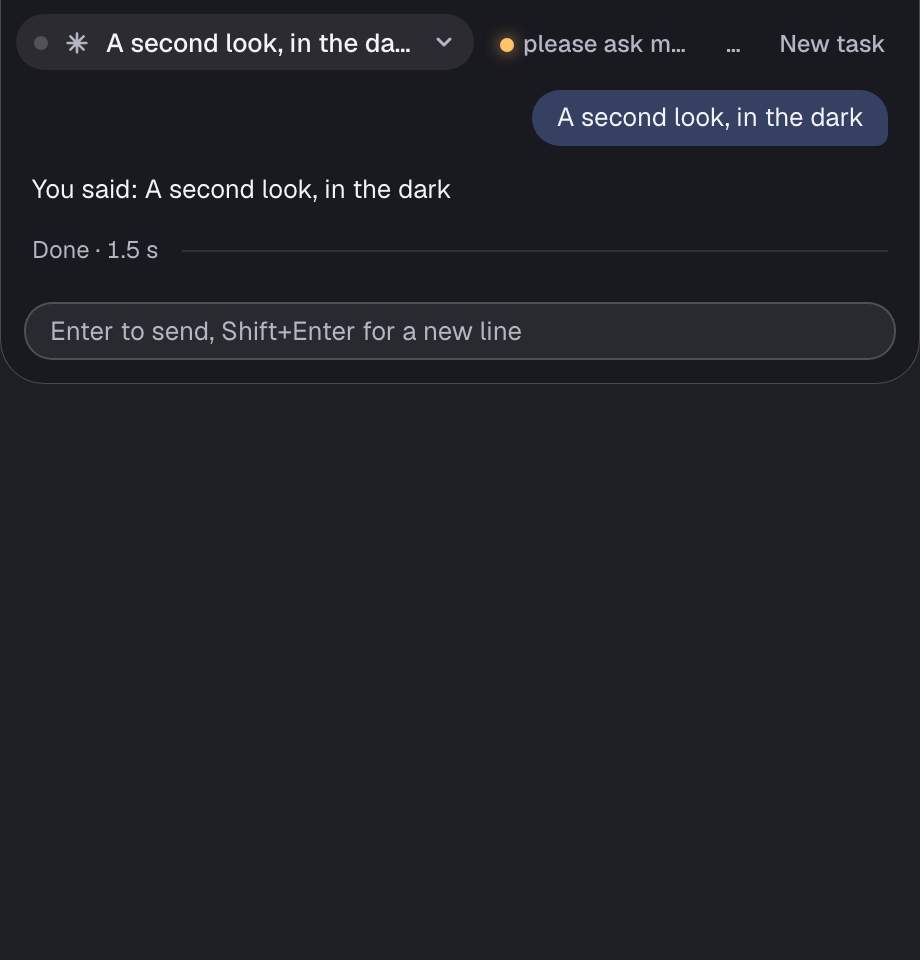 A second look, in the da... please ask m... ... New task
A second look, in the dark
You said: A second look, in the dark
Done · 1.5 s
Enter to send, Shift+Enter for a new line